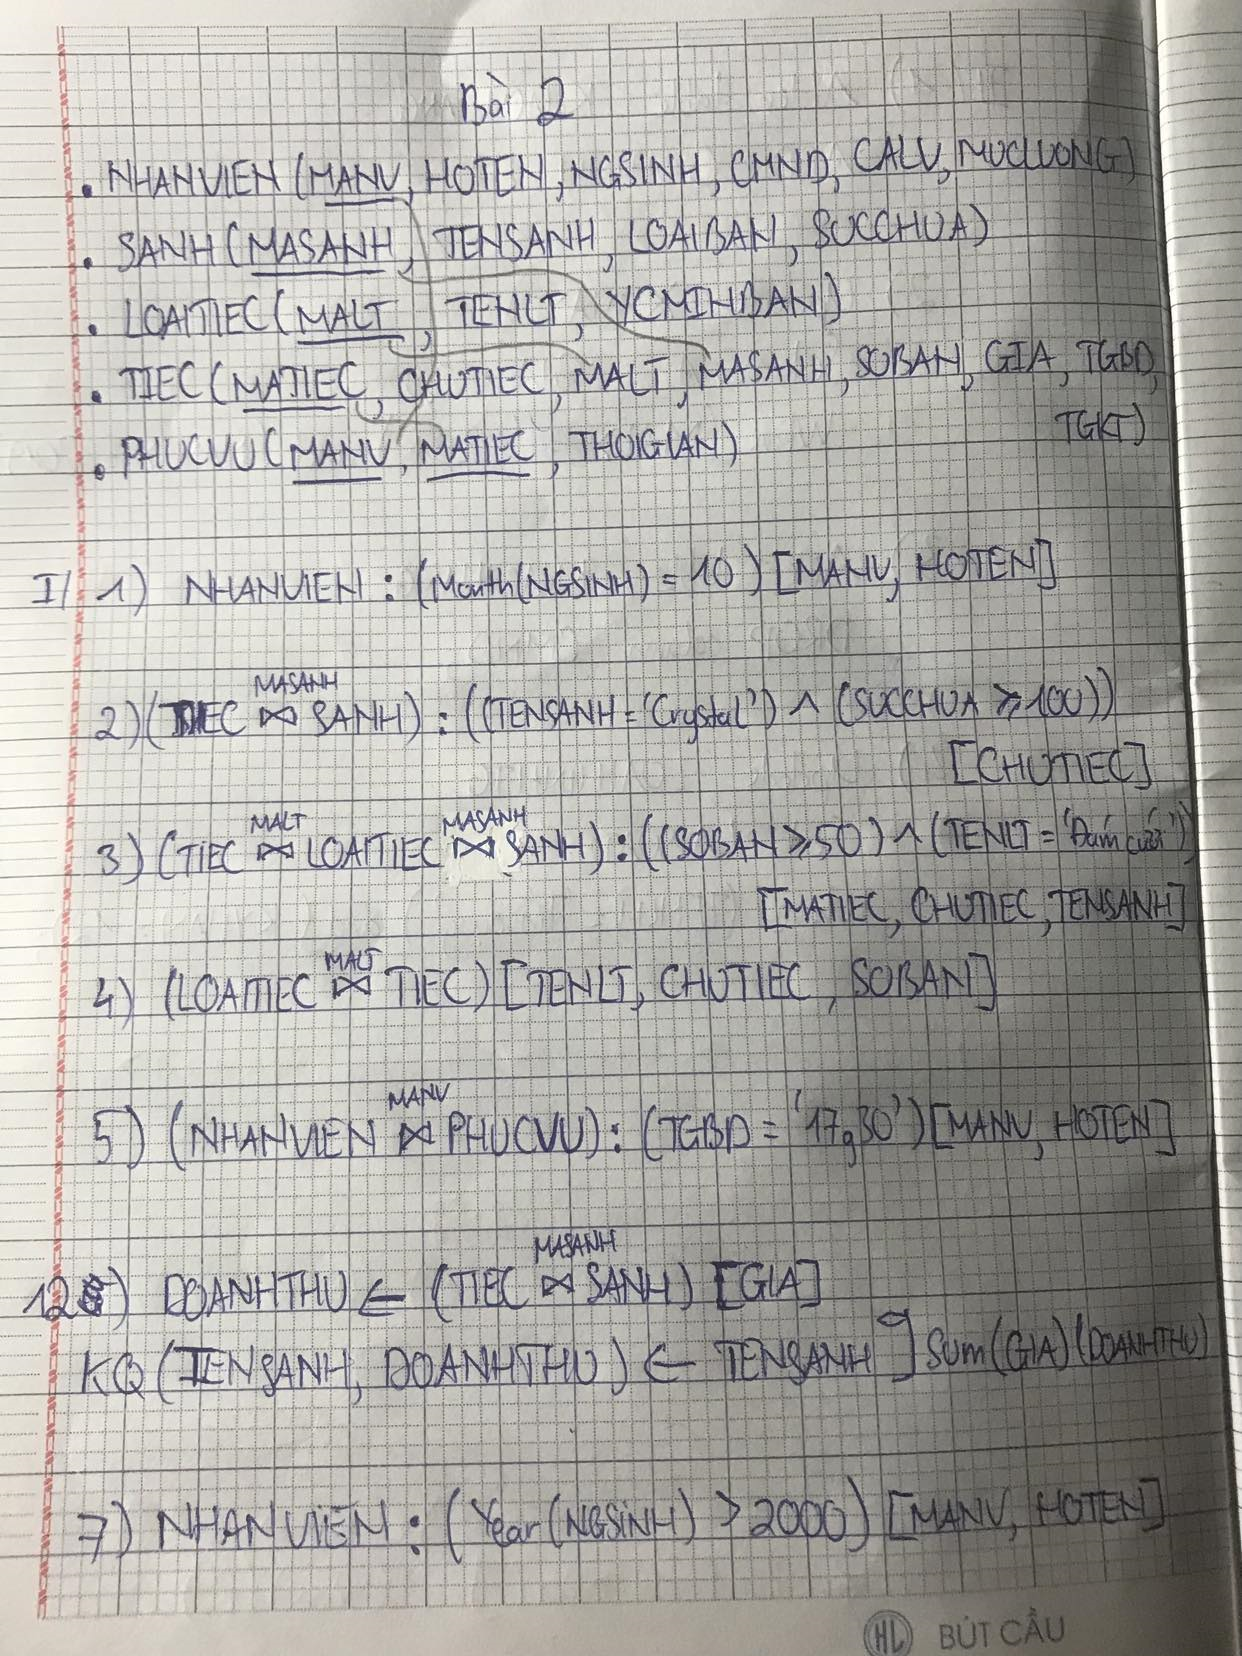 Bài 2
. NHANVIEN (MANV, HOTEN, NGSINH, CMND, CALV, MUCLUONG)
. SANH (MASANH, TENSANH, LOAIBAN, SUCCHUA)
. LOAITIEC (MALT, TENLT, YCMINBAN)
. TIEC (MATIEC, CHUTIEC, MALT, MASANH, SOBAN, GIA, TGBD,
TGKT)
. PHUCVU (MANV, MATIEC, THOIGIAN)
I/ 1) NHANVIEN : (Month(NGSINH) = 10) [MANV, HOTEN]
MASANH
2) (TIEC ⋈ SANH) : ((TENSANH = 'Crystal') ∧ (SUCCHUA ⩾ 100))
[CHUTIEC]
MALT MASANH
3) (TIEC ⋈ LOAITIEC ⋈ SANH) : ((SOBAN ⩾ 50) ∧ (TENLT = 'Đám cưới'))
[MATIEC, CHUTIEC, TENSANH]
MALT
4) (LOAITIEC ⋈ TIEC) [TENLT, CHUTIEC, SOBAN]
MANV
5) (NHANVIEN ⋈ PHUCVU) : (TGBD = '17g30') [MANV, HOTEN]
MASANH
12) DOANHTHU ← (TIEC ⋈ SANH) [GIA]
KQ (TENSANH, DOANHTHU) ← TENSANH ℑ Sum(GIA) (DOANHTHU)
7) NHANVIEN : (Year(NGSINH) > 2000) [MANV, HOTEN]
HL BÚT CẦU